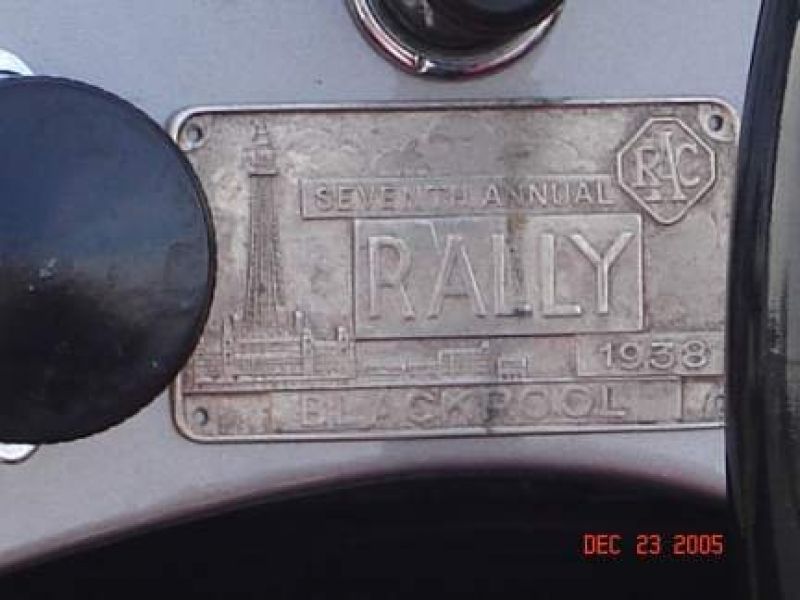 SEVENTH ANNUAL
RAC
RALLY
1938
BLACKPOOL
DEC 23 2005